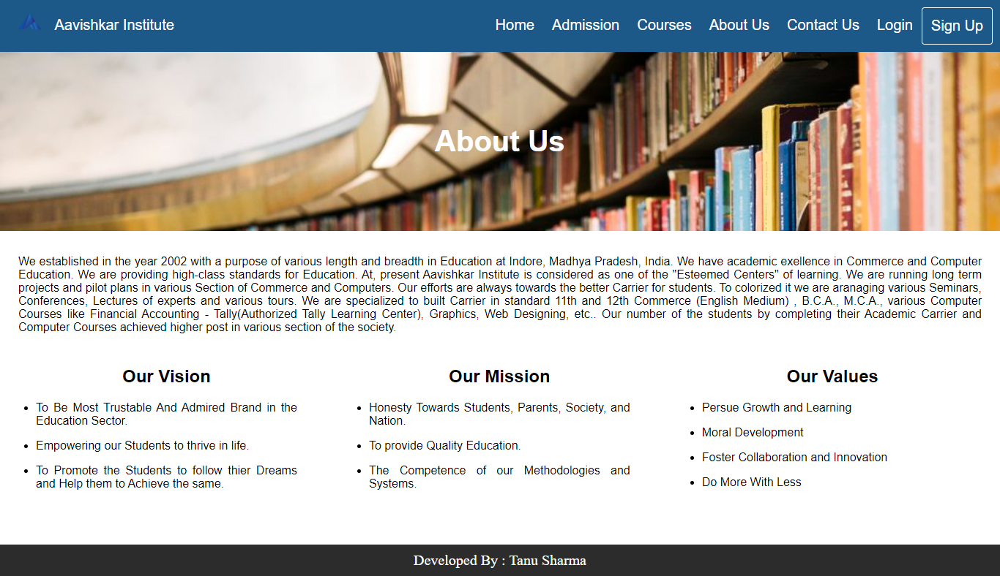 Aavishkar Institute
Home Admission Courses About Us Contact Us Login Sign Up
About Us
We established in the year 2002 with a purpose of various length and breadth in Education at Indore, Madhya Pradesh, India. We have academic exellence in Commerce and Computer
Education. We are providing high-class standards for Education. At, present Aavishkar Institute is considered as one of the "Esteemed Centers" of learning. We are running long term
projects and pilot plans in various Section of Commerce and Computers. Our efforts are always towards the better Carrier for students. To colorized it we are aranaging various Seminars,
Conferences, Lectures of experts and various tours. We are specialized to built Carrier in standard 11th and 12th Commerce (English Medium) , B.C.A., M.C.A., various Computer
Courses like Financial Accounting - Tally(Authorized Tally Learning Center), Graphics, Web Designing, etc.. Our number of the students by completing their Academic Carrier and
Computer Courses achieved higher post in various section of the society.
Our Vision
• To Be Most Trustable And Admired Brand in the
Education Sector.
• Empowering our Students to thrive in life.
• To Promote the Students to follow thier Dreams
and Help them to Achieve the same.
Our Mission
• Honesty Towards Students, Parents, Society, and
Nation.
• To provide Quality Education.
• The Competence of our Methodologies and
Systems.
Our Values
• Persue Growth and Learning
• Moral Development
• Foster Collaboration and Innovation
• Do More With Less
Developed By : Tanu Sharma